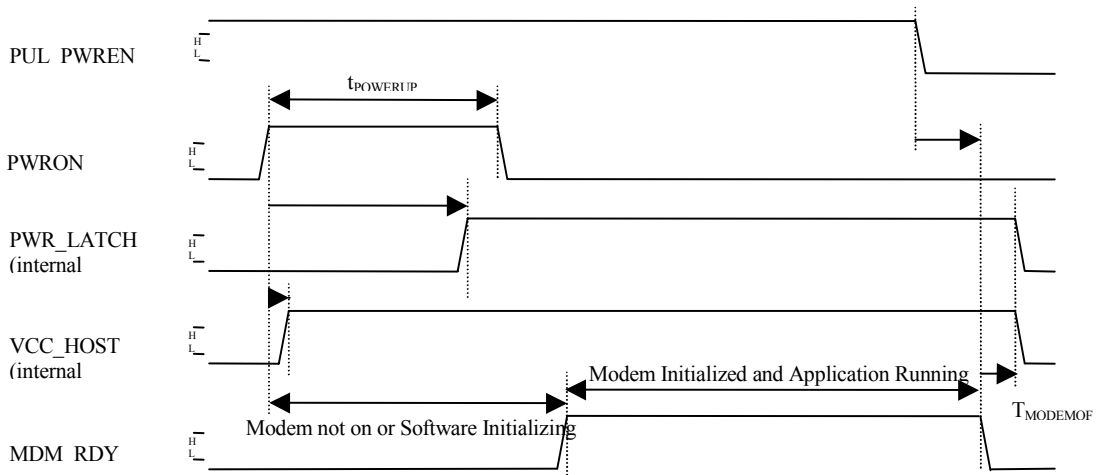 PUL PWREN
H
L
tPOWERUP
PWRON
H
L
PWR_LATCH
(internal
H
L
VCC_HOST
(internal
H
L
Modem Initialized and Application Running
TMODEMOF
Modem not on or Software Initializing
MDM RDY
H
L